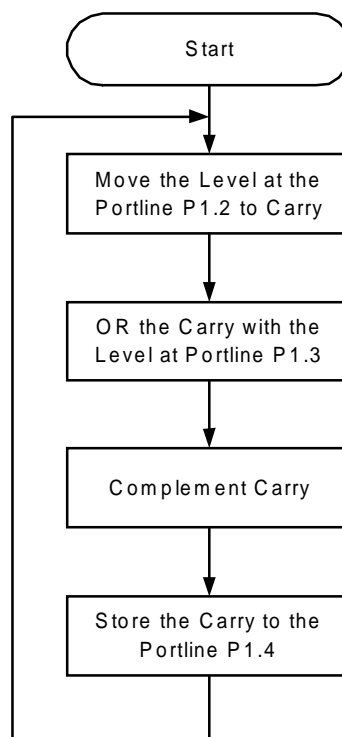 Start
Move the Level at the
Portline P1.2 to Carry
OR the Carry with the
Level at Portline P1.3
Complement Carry
Store the Carry to the
Portline P1.4